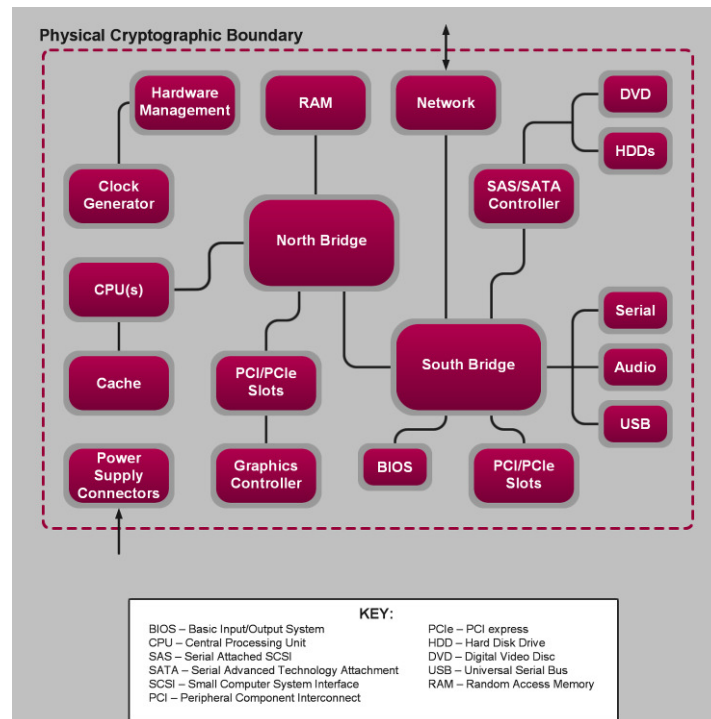 Physical Cryptographic Boundary
Hardware
Management
RAM
Network
DVD
HDDs
Clock
Generator
SAS/SATA
Controller
North Bridge
CPU(s)
Serial
Cache
PCI/PCIe
Slots
South Bridge
Audio
USB
Power
Supply
Connectors
Graphics
Controller
BIOS
PCI/PCIe
Slots
KEY:
BIOS – Basic Input/Output System
CPU – Central Processing Unit
SAS – Serial Attached SCSI
SATA – Serial Advanced Technology Attachment
SCSI – Small Computer System Interface
PCI – Peripheral Component Interconnect
PCIe – PCI express
HDD – Hard Disk Drive
DVD – Digital Video Disc
USB – Universal Serial Bus
RAM – Random Access Memory